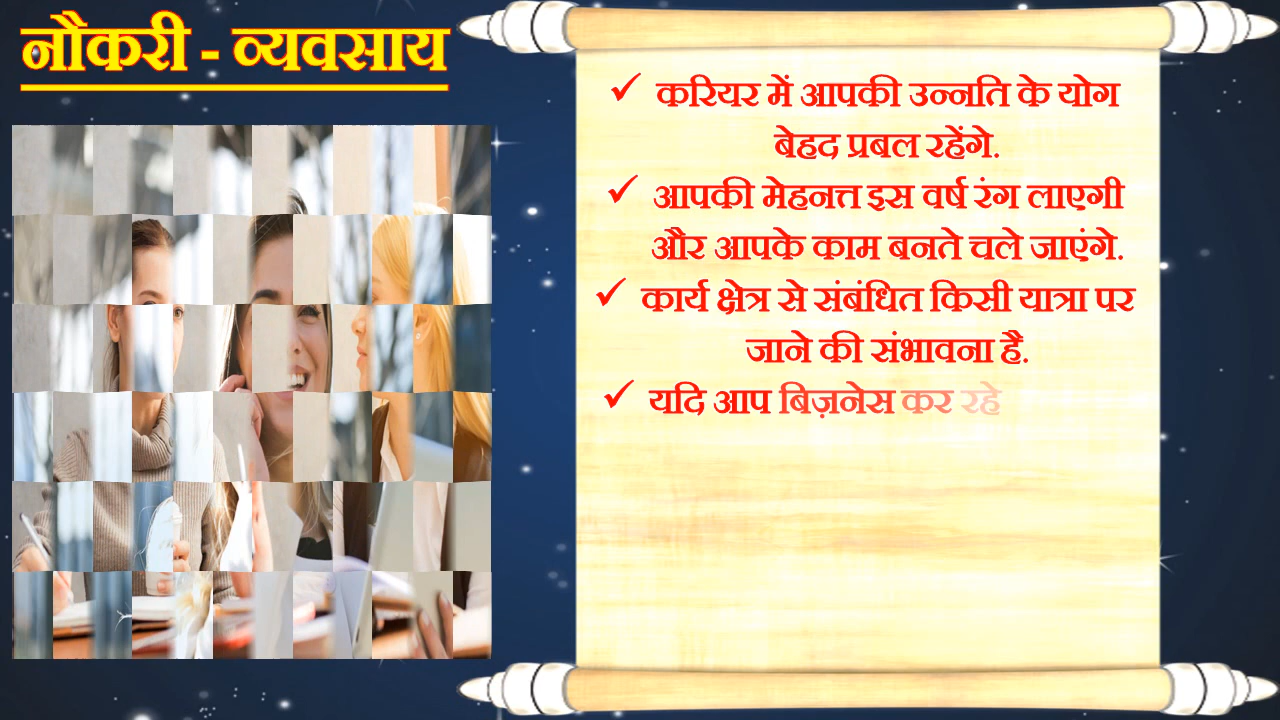 नौकरी - व्यवसाय
✓ करियर में आपकी उन्नति के योग
बेहद प्रबल रहेंगे.
✓ आपकी मेहनत्त इस वर्ष रंग लाएगी
और आपके काम बनते चले जाएंगे.
✓ कार्य क्षेत्र से संबंधित किसी यात्रा पर
जाने की संभावना है.
✓ यदि आप बिज़नेस कर रहे